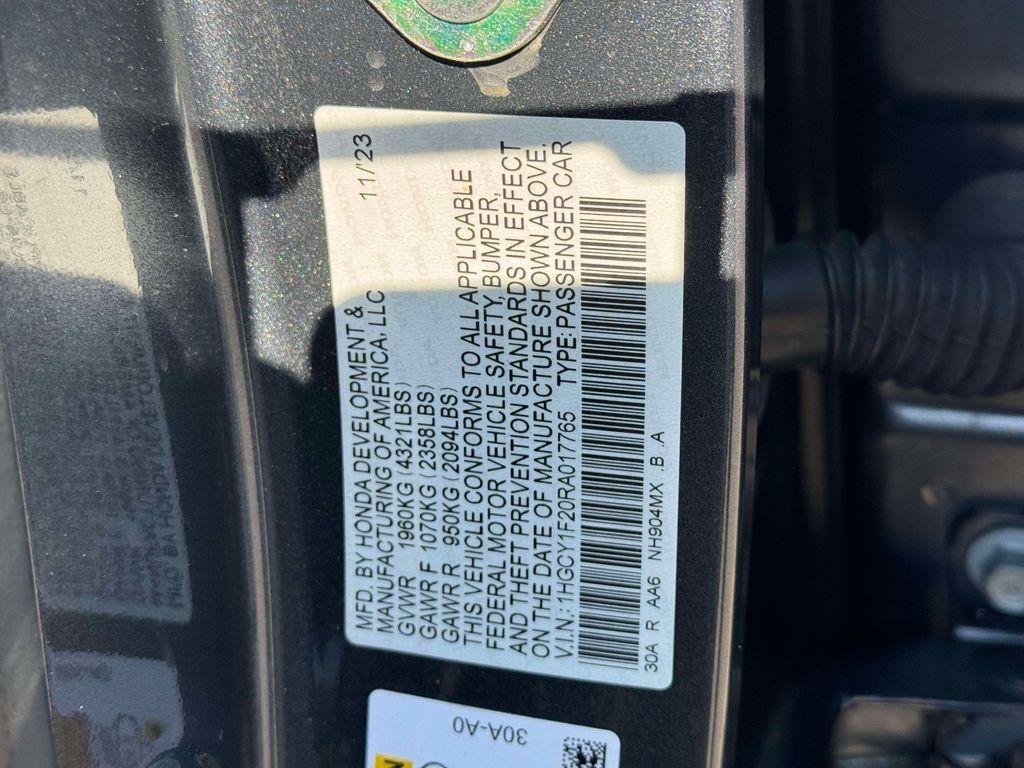 MFD. BY HONDA DEVELOPMENT &
MANUFACTURING OF AMERICA, LLC 11/'23
GVWR 1960KG (4321LBS)
GAWR F 1070KG (2358LBS)
GAWR R 950KG (2094LBS)
THIS VEHICLE CONFORMS TO ALL APPLICABLE
FEDERAL MOTOR VEHICLE SAFETY, BUMPER,
AND THEFT PREVENTION STANDARDS IN EFFECT
ON THE DATE OF MANUFACTURE SHOWN ABOVE.
V.I.N.:1HGCY1F20RA017765 TYPE:PASSENGER CAR
30A R AA6 NH904MX .B .A
30A-A0